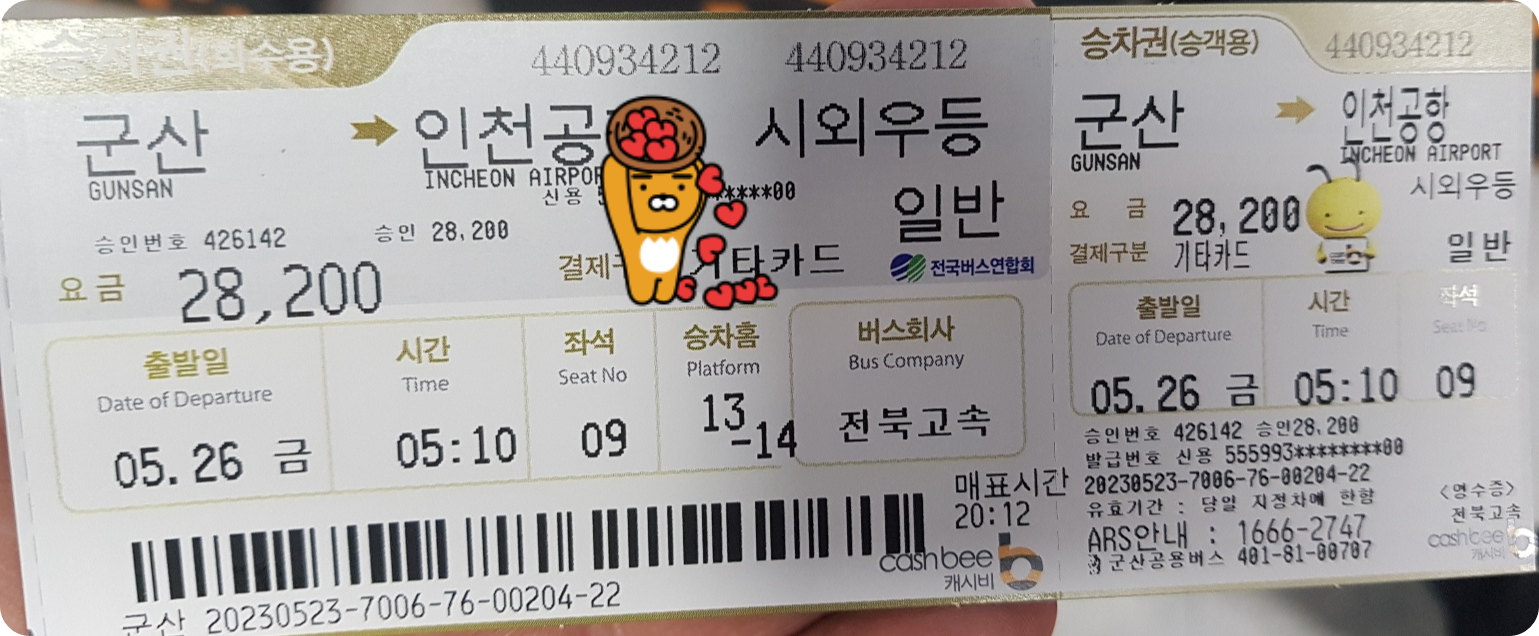 승차권(회수용)
440934212 440934212
군산 인천공
GUNSAN INCHEON AIRPOR
시외우등
신용 *****00
일반
승인번호 426142 승인 28,200
요금 28,200
결제 기타카드
전국버스연합회
출발일 시간 좌석 승차홈 버스회사
Date of Departure Time Seat No Platform Bus Company
05.26 금 05:10 09 13-14 전북고속
매표시간
20:12
cashbee
캐시비
군산 20230523-7006-76-00204-22
승차권(승객용) 440934212
군산 인천공항
GUNSAN INCHEON AIRPORT
시외우등
요 금 28,200
결제구분 기타카드 일반
출발일 시간 좌석
Date of Departure Time Seat No
05.26 금 05:10 09
승인번호 426142 승인28,200
발급번호 신용 555993********00
20230523-7006-76-00204-22
유효기간 : 당일 지정차에 한함
<영수증>
전북고속
ARS안내 : 1666-2747
군산공용버스 401-81-00707
cashbee
캐시비